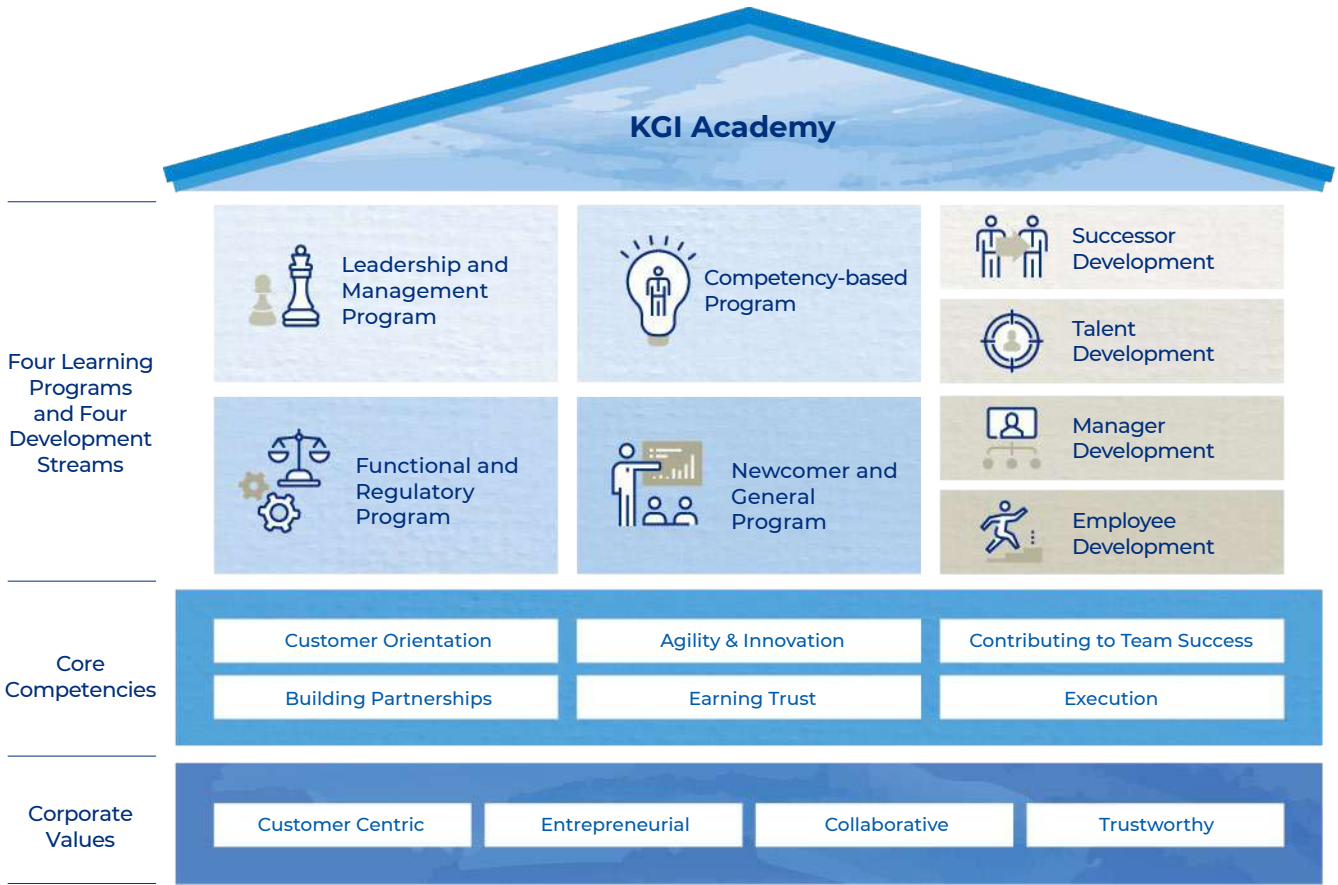 KGI Academy
Four Learning
Programs
and Four
Development
Streams
Leadership and
Management
Program
Competency-based
Program
Functional and
Regulatory
Program
Newcomer and
General
Program
Successor
Development
Talent
Development
Manager
Development
Employee
Development
Core
Competencies
Customer Orientation
Agility & Innovation
Contributing to Team Success
Building Partnerships
Earning Trust
Execution
Corporate
Values
Customer Centric
Entrepreneurial
Collaborative
Trustworthy